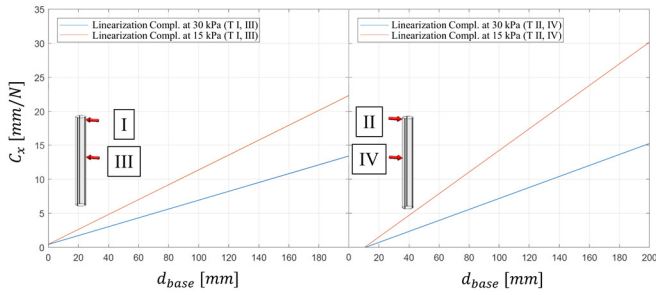 Linearization Compl. at 30 kPa (T I, III)
Linearization Compl. at 15 kPa (T I, III)
Linearization Compl. at 30 kPa (T II, IV)
Linearization Compl. at 15 kPa (T II, IV)
35
30
25
20
15
10
5
0
C_x [mm/N]
I
III
II
IV
0 20 40 60 80 100 120 140 160 180
0 20 40 60 80 100 120 140 160 180 200
d_base [mm]
d_base [mm]